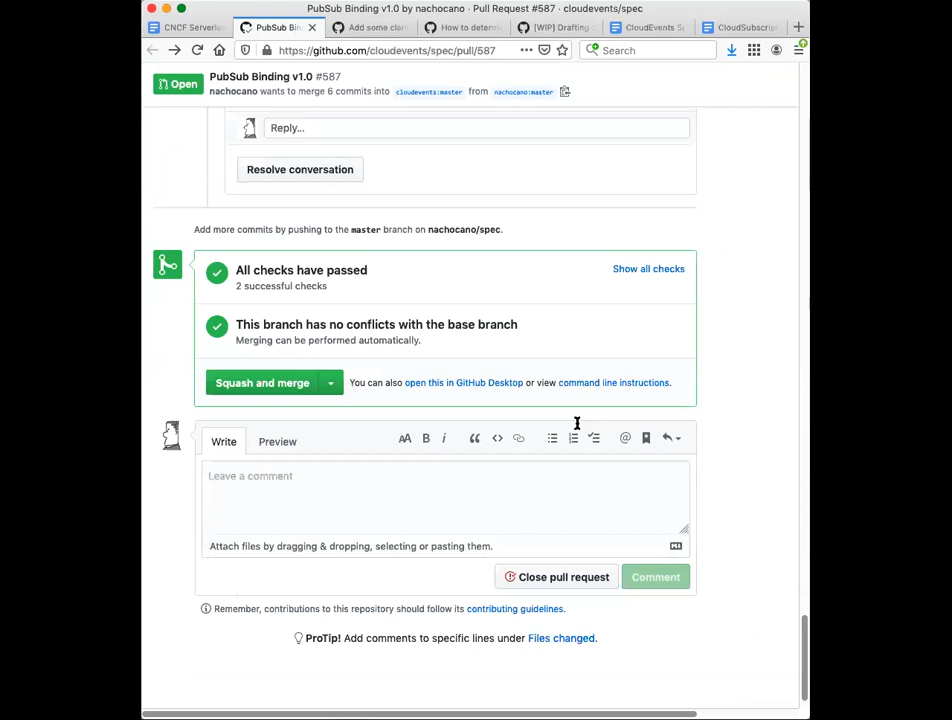 PubSub Binding v1.0 by nachocano · Pull Request #587 · cloudevents/spec
CNCF Serverless
PubSub Bin
Add some clar
How to determ
[WIP] Drafting
CloudEvents S
CloudSubscrip
https://github.com/cloudevents/spec/pull/587
Search
Open
PubSub Binding v1.0 #587
nachocano wants to merge 6 commits into cloudevents:master from nachocano:master
Reply...
Resolve conversation
Add more commits by pushing to the master branch on nachocano/spec.
All checks have passed
Show all checks
2 successful checks
This branch has no conflicts with the base branch
Merging can be performed automatically.
Squash and merge
You can also open this in GitHub Desktop or view command line instructions.
Write
Preview
AA B i
Leave a comment
Attach files by dragging & dropping, selecting or pasting them.
Close pull request
Comment
Remember, contributions to this repository should follow its contributing guidelines.
ProTip! Add comments to specific lines under Files changed.